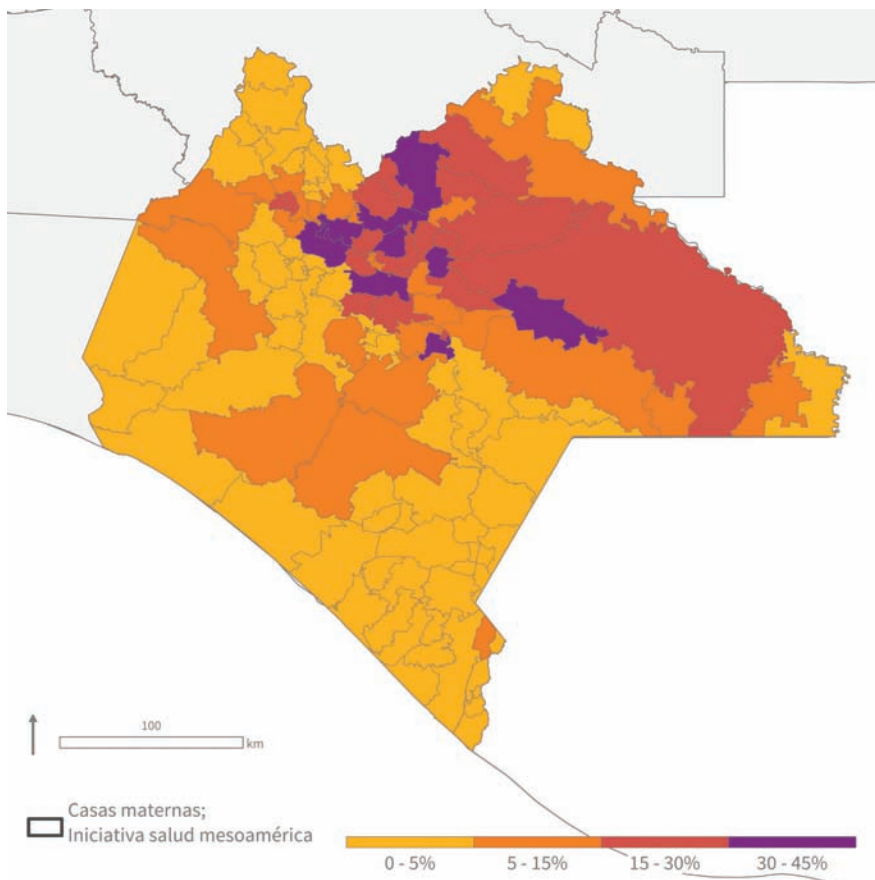 100
km
Casas maternas;
Iniciativa salud mesoamérica
0 - 5%
5 - 15%
15 - 30%
30 - 45%